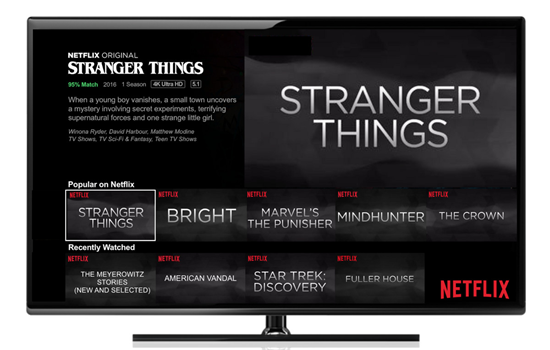 NETFLIX ORIGINAL
STRANGER THINGS
95% Match 2016 1 Season 4K Ultra HD 5.1
When a young boy vanishes, a small town uncovers
a mystery involving secret experiments, terrifying
supernatural forces and one strange little girl.
Winona Ryder, David Harbour, Matthew Modine
TV Shows, TV Sci-Fi & Fantasy, Teen TV Shows
STRANGER
THINGS
Popular on Netflix
NETFLIX
STRANGER
THINGS
NETFLIX
BRIGHT
NETFLIX
MARVEL'S
THE PUNISHER
NETFLIX
MINDHUNTER
NETFLIX
THE CROWN
Recently Watched
NETFLIX
THE MEYEROWITZ
STORIES
(NEW AND SELECTED)
NETFLIX
AMERICAN VANDAL
NETFLIX
STAR TREK:
DISCOVERY
NETFLIX
FULLER HOUSE
NETFLIX